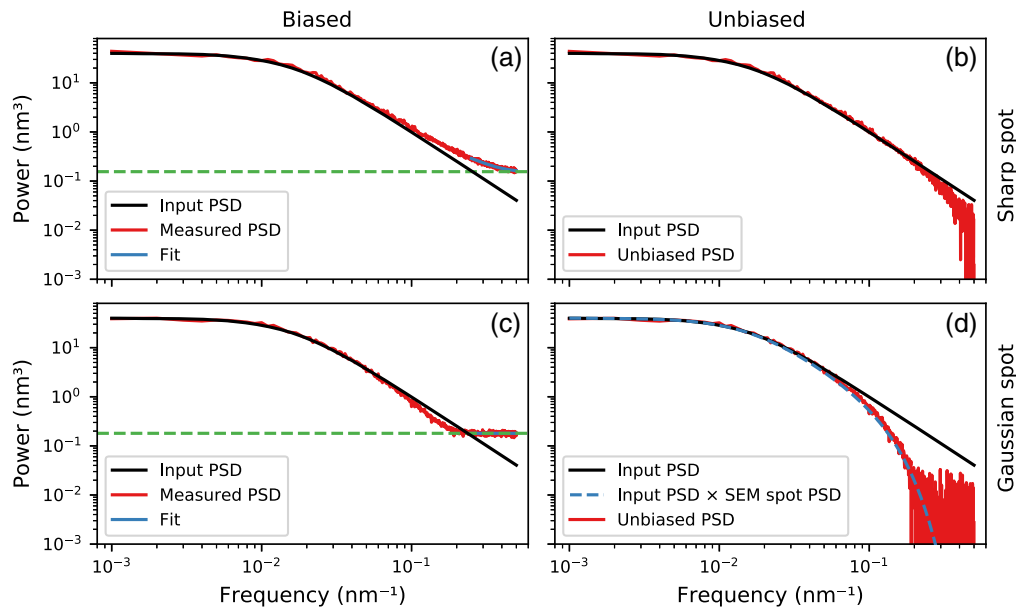 Biased
Unbiased
(a)
10¹
10⁰
10⁻¹
10⁻²
10⁻³
Power (nm³)
Input PSD
Measured PSD
Fit
(b)
Input PSD
Unbiased PSD
Sharp spot
(c)
10¹
10⁰
10⁻¹
10⁻²
10⁻³
Power (nm³)
Input PSD
Measured PSD
Fit
10⁻³
10⁻²
10⁻¹
Frequency (nm⁻¹)
(d)
Input PSD
Input PSD × SEM spot PSD
Unbiased PSD
10⁻³
10⁻²
10⁻¹
Frequency (nm⁻¹)
Gaussian spot